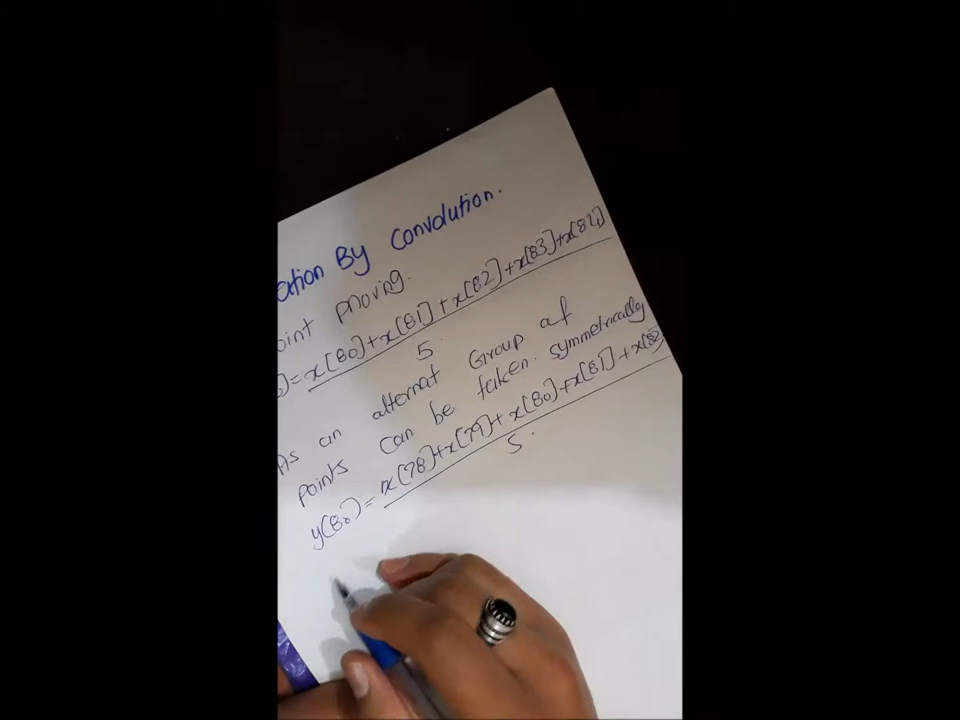 ation By Convolution.
oint moving.
)= x[80]+x[81]+x[82]+x[83]+x[84]
5
As an alternat Group of
points can be taken symmetrically
y(80)= x[78]+x[79]+x[80]+x[81]+x[82]
5